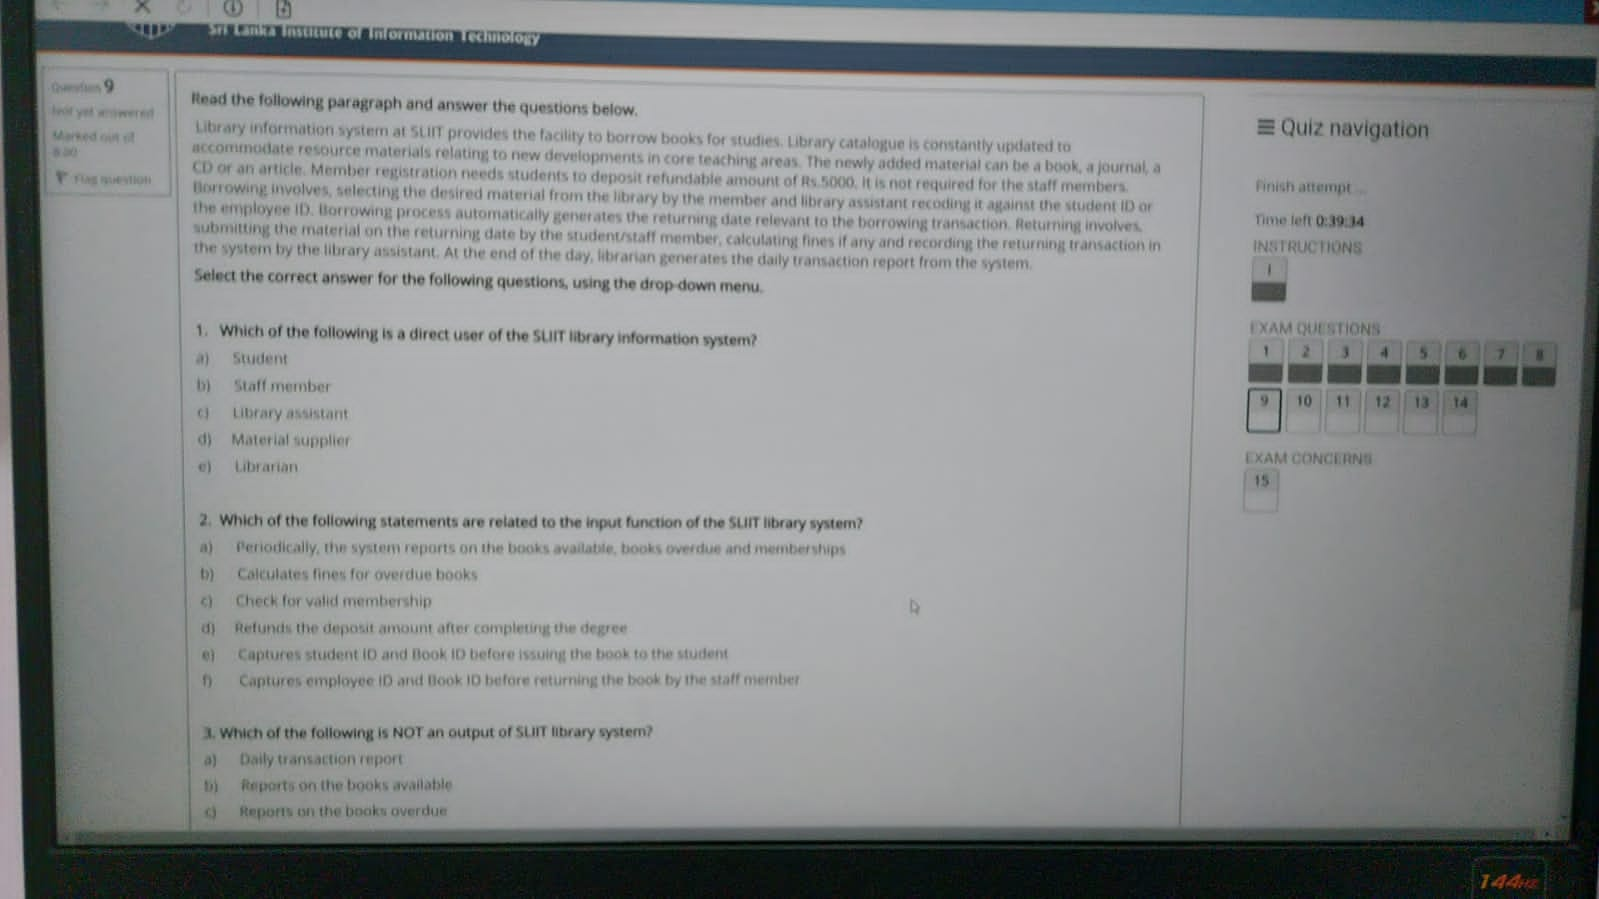 Sri Lanka Institute of Information Technology
Question 9
Not yet answered
Marked out of
Flag question
Read the following paragraph and answer the questions below.
Library information system at SLIIT provides the facility to borrow books for studies. Library catalogue is constantly updated to
accommodate resource materials relating to new developments in core teaching areas. The newly added material can be a book, a journal, a
CD or an article. Member registration needs students to deposit refundable amount of Rs.5000. It is not required for the staff members.
Borrowing involves, selecting the desired material from the library by the member and library assistant recoding it against the student ID or
the employee ID. Borrowing process automatically generates the returning date relevant to the borrowing transaction. Returning involves,
submitting the material on the returning date by the student/staff member, calculating fines if any and recording the returning transaction in
the system by the library assistant. At the end of the day, librarian generates the daily transaction report from the system.
Select the correct answer for the following questions, using the drop-down menu.
1. Which of the following is a direct user of the SLIIT library information system?
a) Student
b) Staff member
c) Library assistant
d) Material supplier
e) Librarian
2. Which of the following statements are related to the input function of the SLIIT library system?
a) Periodically, the system reports on the books available, books overdue and memberships
b) Calculates fines for overdue books
c) Check for valid membership
d) Refunds the deposit amount after completing the degree
e) Captures student ID and Book ID before issuing the book to the student
f) Captures employee ID and Book ID before returning the book by the staff member
3. Which of the following is NOT an output of SLIIT library system?
a) Daily transaction report
b) Reports on the books available
c) Reports on the books overdue
Quiz navigation
Finish attempt ...
Time left 0:39:34
INSTRUCTIONS
i
EXAM QUESTIONS
1 2 3 4 5 6 7 8
9 10 11 12 13 14
EXAM CONCERNS
15
144Hz